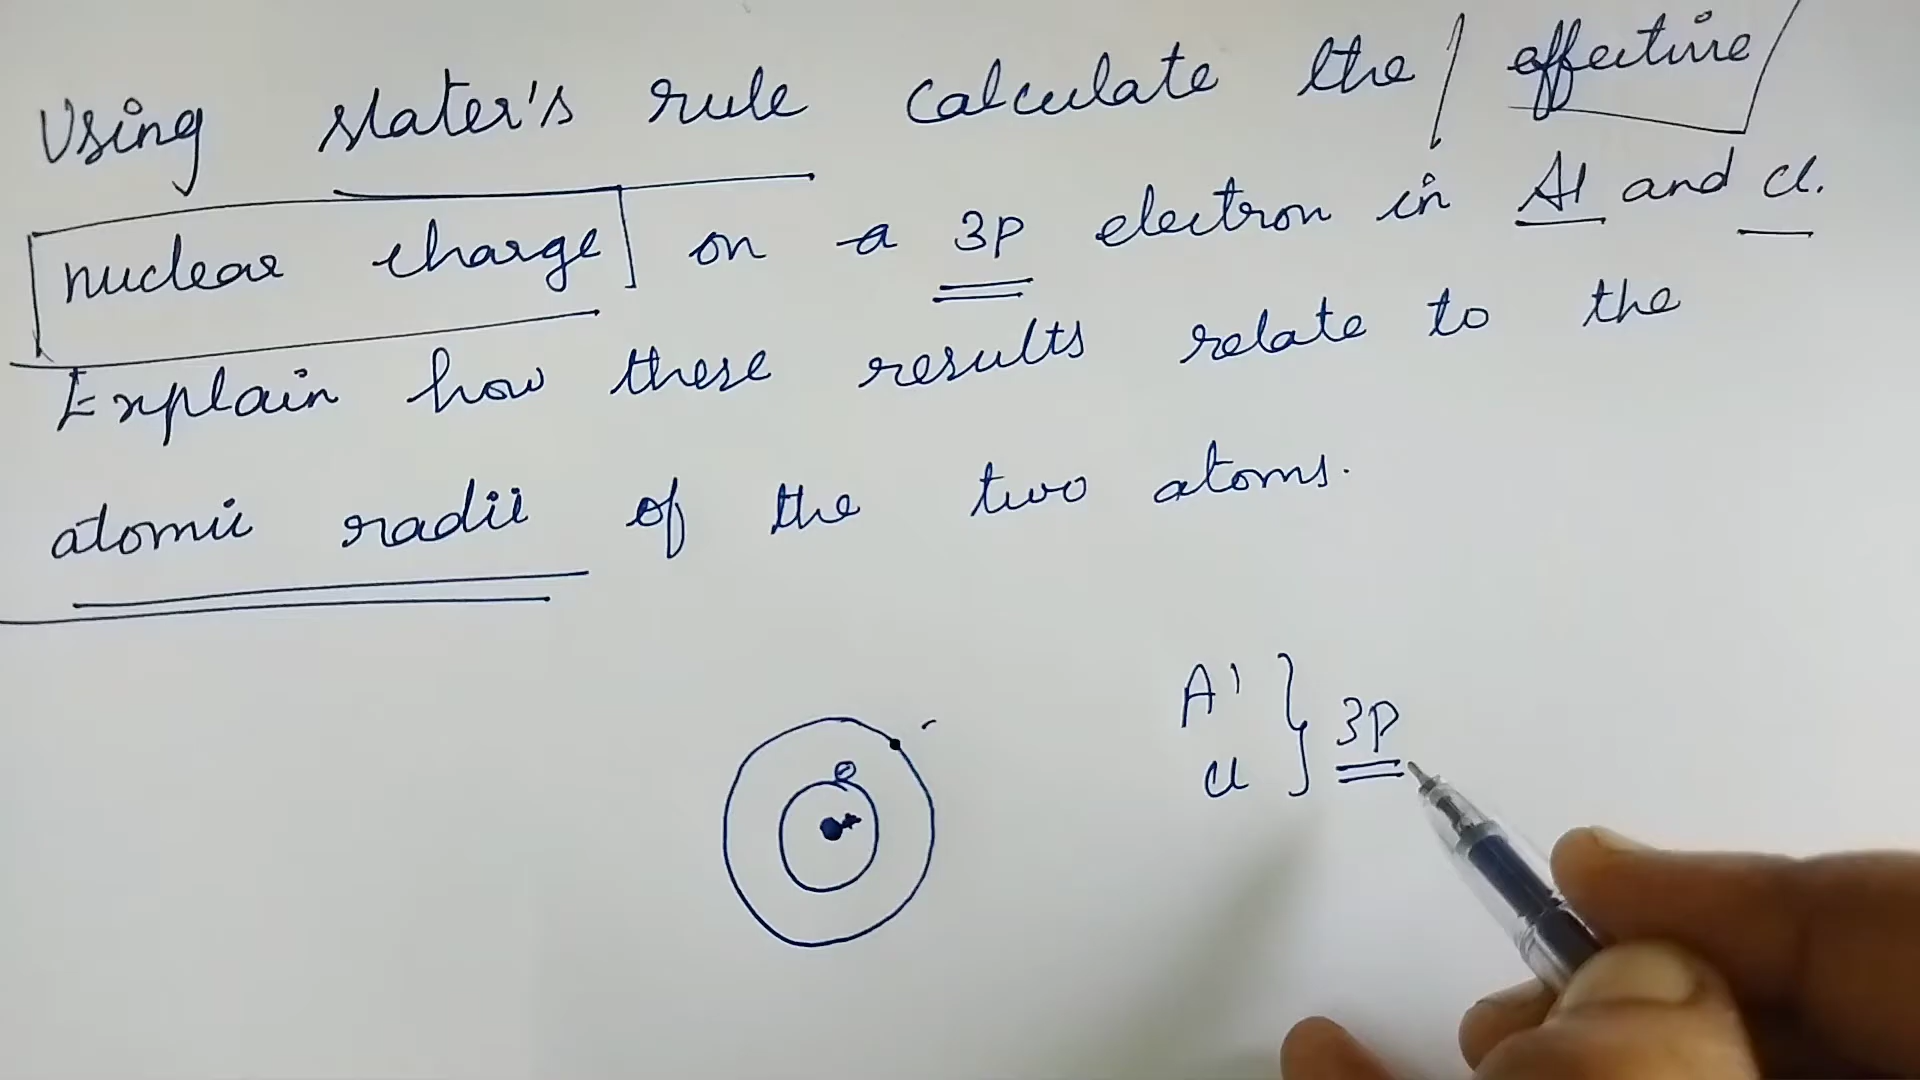 Using slater's rule calculate the effective
nuclear charge on a 3p electron in Al and Cl.
Explain how these results relate to the
atomic radii of the two atoms.
Al
Cl } 3p